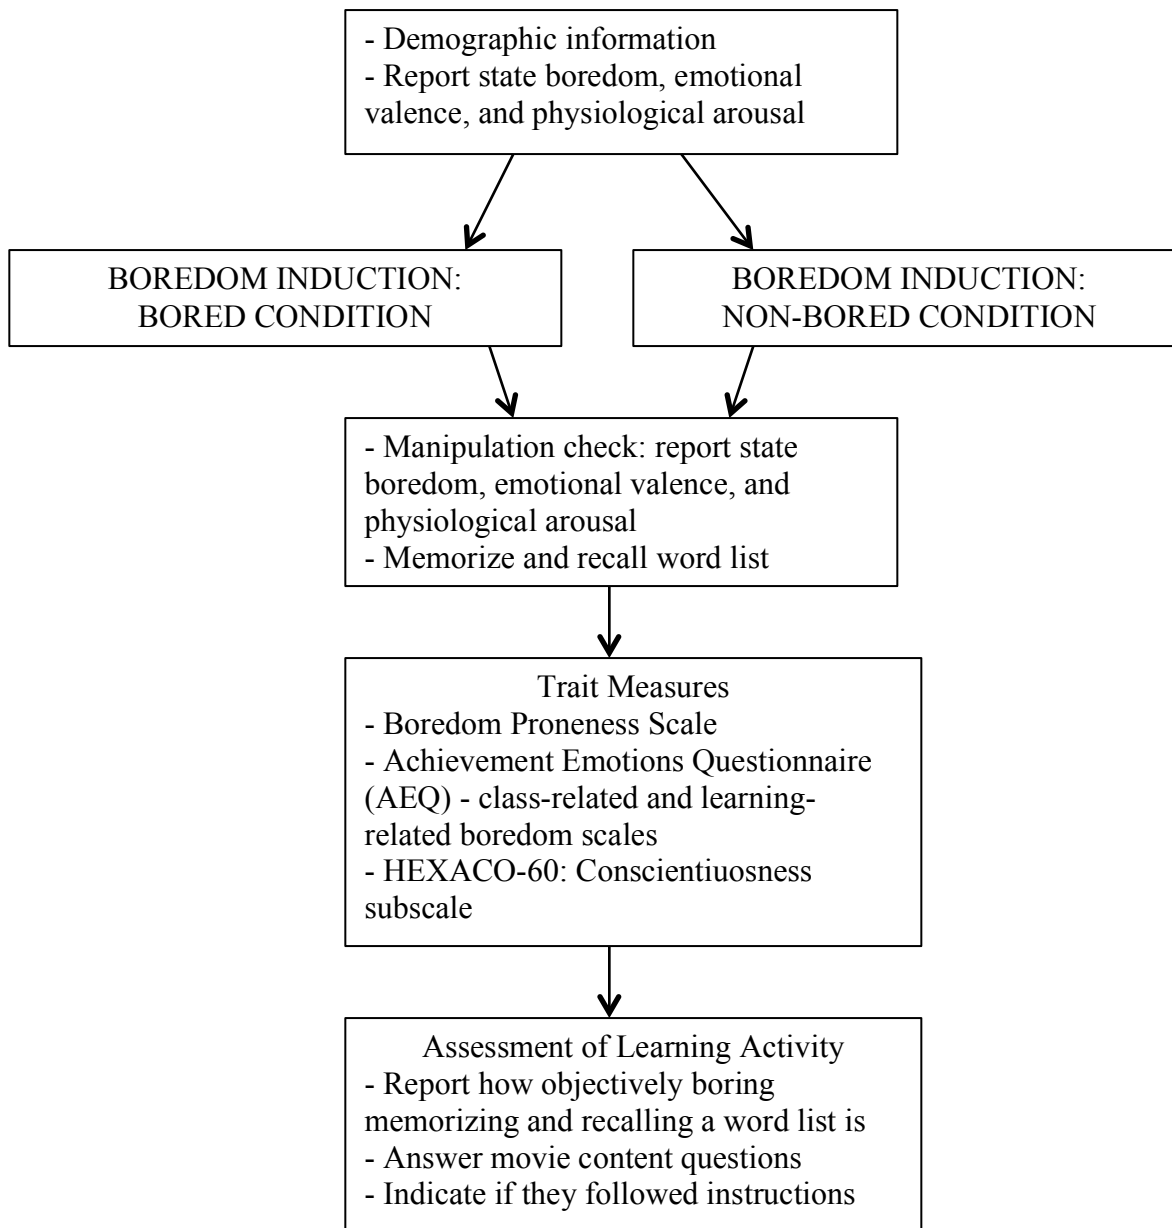 - Demographic information
- Report state boredom, emotional
valence, and physiological arousal
BOREDOM INDUCTION:
BORED CONDITION
BOREDOM INDUCTION:
NON-BORED CONDITION
- Manipulation check: report state
boredom, emotional valence, and
physiological arousal
- Memorize and recall word list
Trait Measures
- Boredom Proneness Scale
- Achievement Emotions Questionnaire
(AEQ) - class-related and learning-
related boredom scales
- HEXACO-60: Conscientiuosness
subscale
Assessment of Learning Activity
- Report how objectively boring
memorizing and recalling a word list is
- Answer movie content questions
- Indicate if they followed instructions